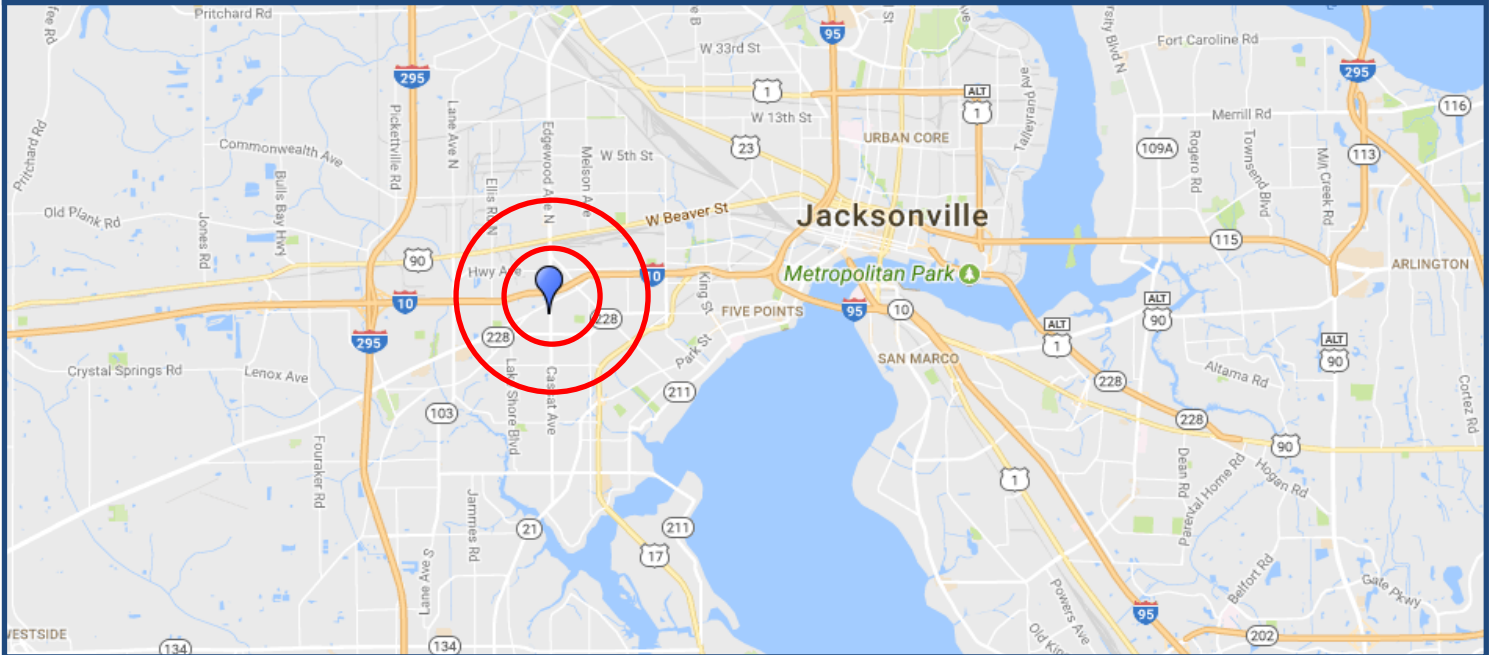 Pritchard Rd
95
W 33rd St
Fort Caroline Rd
295
295
1
ALT
1
116
Lane Ave N
Pickettville Rd
Edgewood Ave N
W 13th St
Talleyrand Ave
Merrill Rd
URBAN CORE
Pritchard Rd
Commonwealth Ave
Melson Ave
W 5th St
23
109A
Rogero Rd
Townsend Blvd
Mill Creek Rd
113
Bulls Bay Hwy
Ellis Rd N
Old Plank Rd
Jones Rd
W Beaver St
Jacksonville
115
90
Hwy Ave
10
King St
Metropolitan Park
ARLINGTON
10
228
FIVE POINTS
95
10
ALT
90
295
228
Park St
ALT
1
ALT
90
SAN MARCO
Crystal Springs Rd
Lenox Ave
Lake Shore Blvd
Cassat Ave
211
228
Altama Rd
Cortez Rd
103
228
90
Fouraker Rd
1
Dean Rd
Parental Home Rd
Hogan Rd
Jammes Rd
21
211
17
Lane Ave S
Powers Ave
Belfort Rd
Gate Pkwy
95
134
134
202